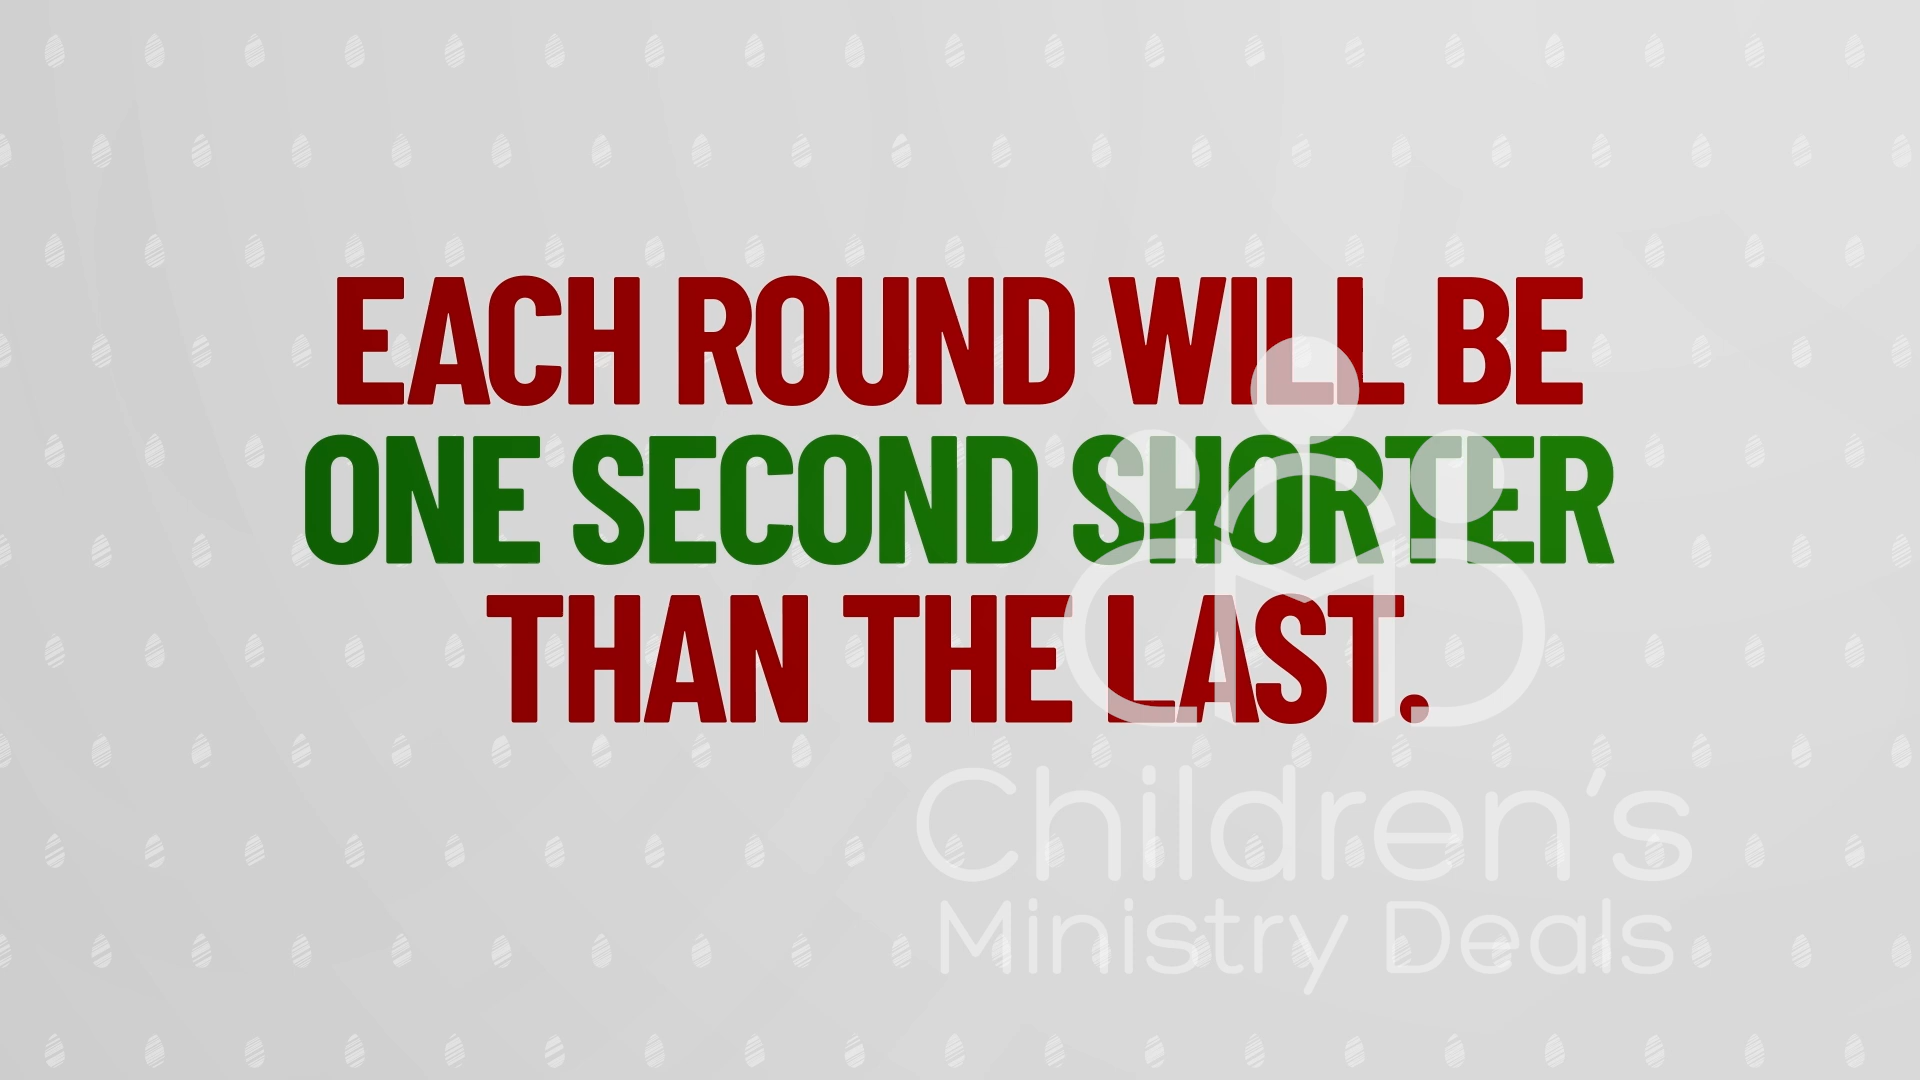 EACH ROUND WILL BE
ONE SECOND SHORTER
THAN THE LAST.
Children's
Ministry Deals